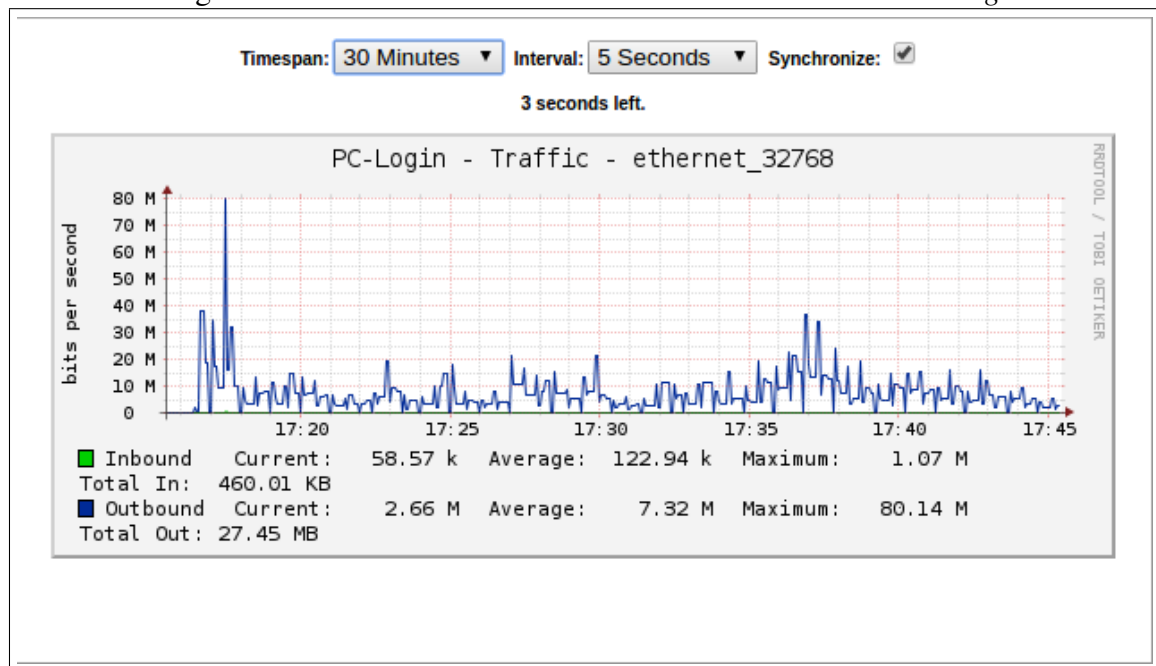 Timespan: 30 Minutes ▼ Interval: 5 Seconds ▼ Synchronize:
3 seconds left.
PC-Login - Traffic - ethernet_32768
RRDTOOL / TOBI OETIKER
bits per second
80 M
70 M
60 M
50 M
40 M
30 M
20 M
10 M
0
17:20 17:25 17:30 17:35 17:40 17:45
Inbound Current: 58.57 k Average: 122.94 k Maximum: 1.07 M
Total In: 460.01 KB
Outbound Current: 2.66 M Average: 7.32 M Maximum: 80.14 M
Total Out: 27.45 MB